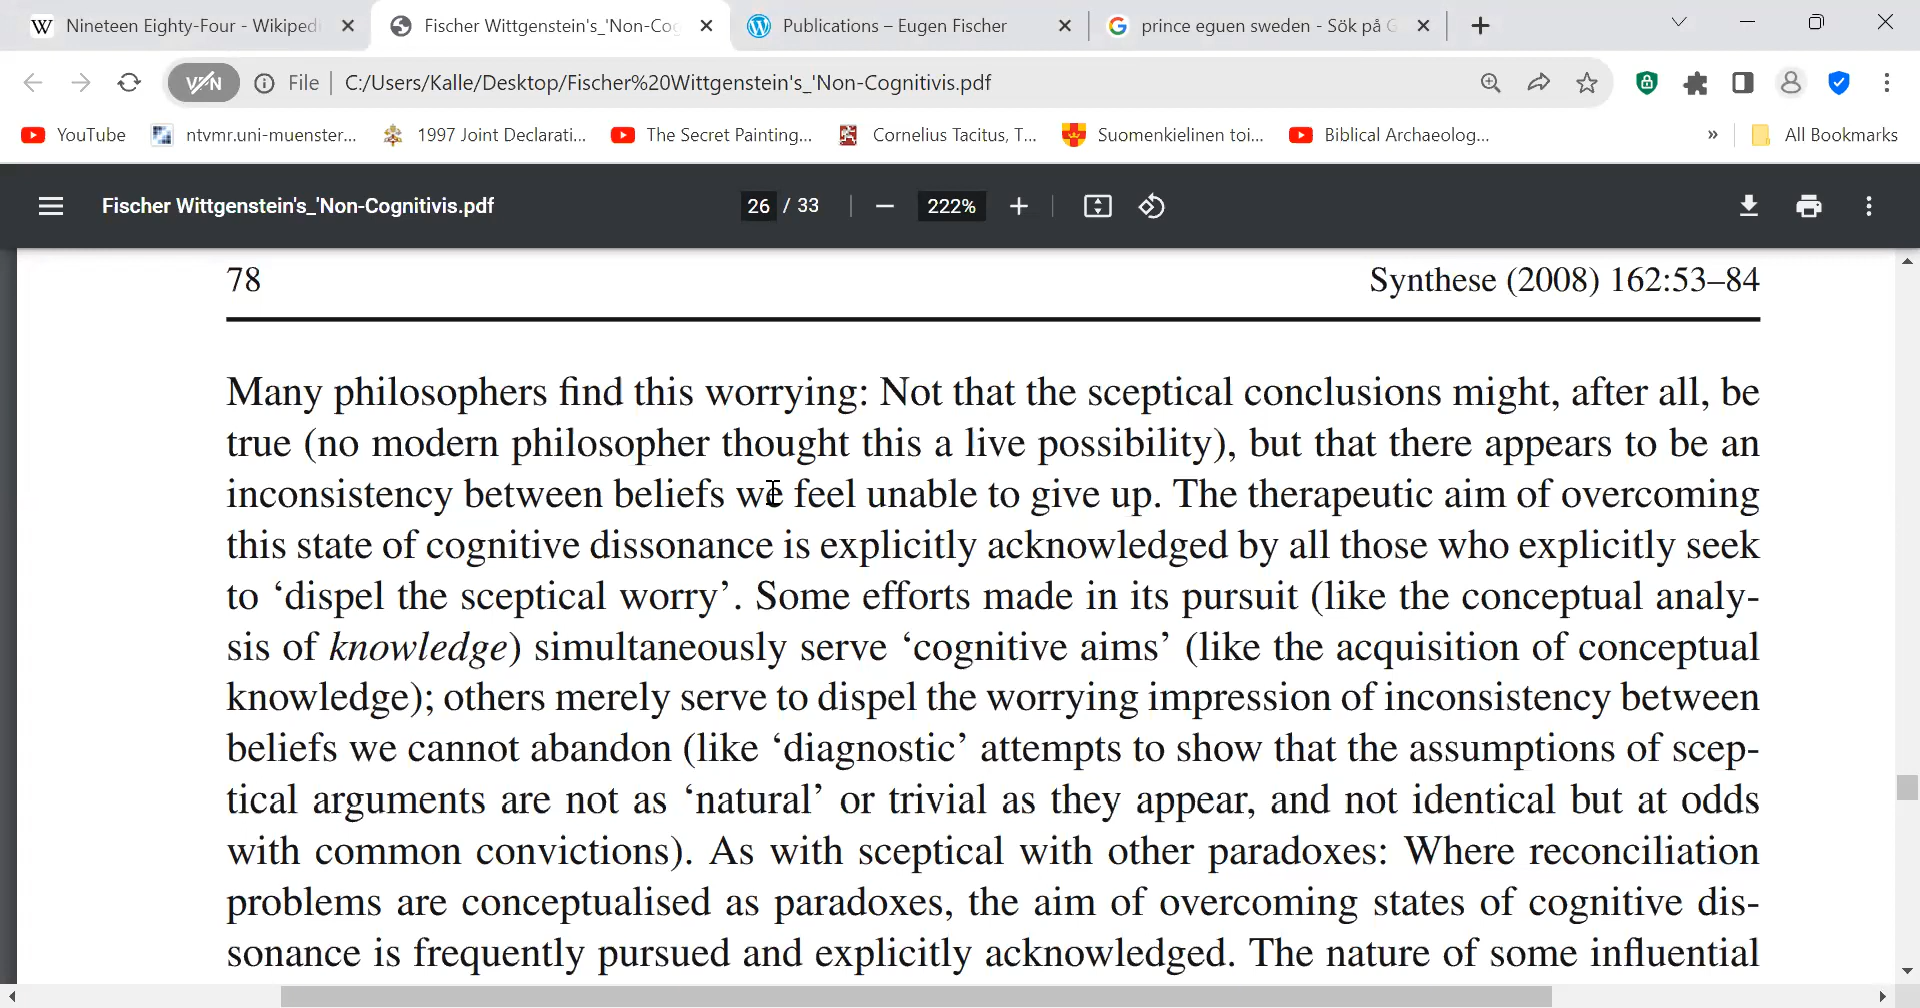 Nineteen Eighty-Four - Wikiped
Fischer Wittgenstein's_'Non-Cog
Publications – Eugen Fischer
prince eguen sweden - Sök på G
VPN
File
C:/Users/Kalle/Desktop/Fischer%20Wittgenstein's_'Non-Cognitivis.pdf
YouTube
ntvmr.uni-muenster...
1997 Joint Declarati...
The Secret Painting...
Cornelius Tacitus, T...
Suomenkielinen toi...
Biblical Archaeolog...
»
All Bookmarks
Fischer Wittgenstein's_'Non-Cognitivis.pdf
26 / 33
222%
78
Synthese (2008) 162:53–84
Many philosophers find this worrying: Not that the sceptical conclusions might, after all, be
true (no modern philosopher thought this a live possibility), but that there appears to be an
inconsistency between beliefs we feel unable to give up. The therapeutic aim of overcoming
this state of cognitive dissonance is explicitly acknowledged by all those who explicitly seek
to ‘dispel the sceptical worry’. Some efforts made in its pursuit (like the conceptual analy-
sis of knowledge) simultaneously serve ‘cognitive aims’ (like the acquisition of conceptual
knowledge); others merely serve to dispel the worrying impression of inconsistency between
beliefs we cannot abandon (like ‘diagnostic’ attempts to show that the assumptions of scep-
tical arguments are not as ‘natural’ or trivial as they appear, and not identical but at odds
with common convictions). As with sceptical with other paradoxes: Where reconciliation
problems are conceptualised as paradoxes, the aim of overcoming states of cognitive dis-
sonance is frequently pursued and explicitly acknowledged. The nature of some influential